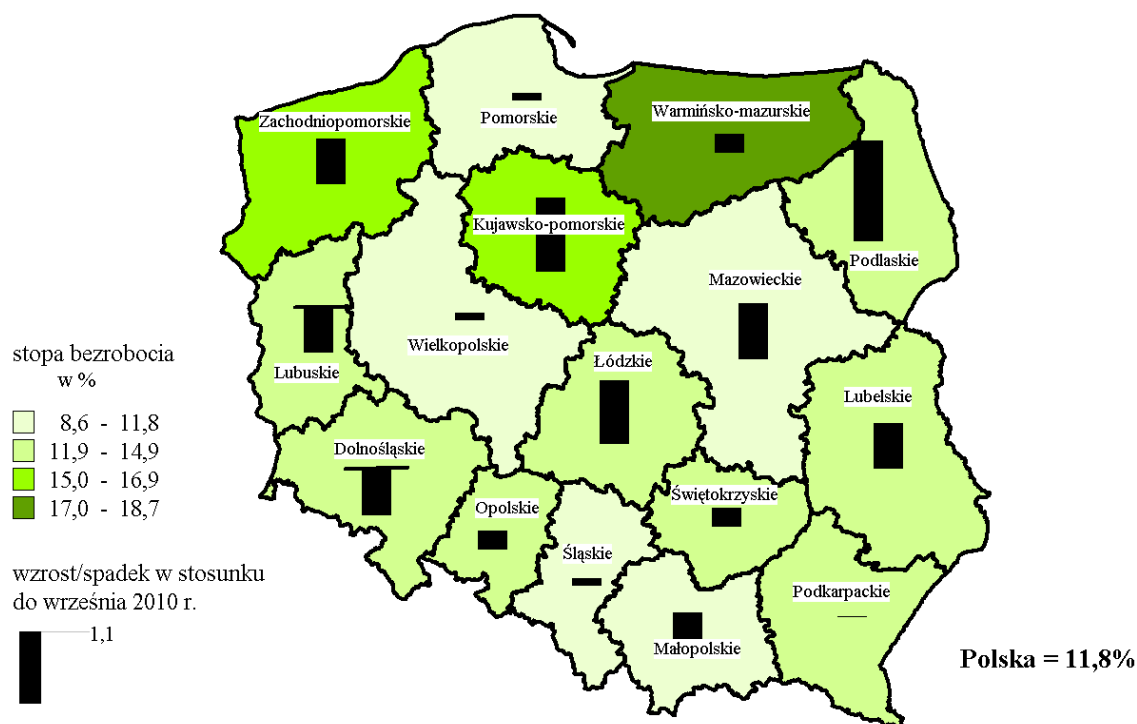 Zachodniopomorskie
Pomorskie
Warmińsko-mazurskie
Kujawsko-pomorskie
Podlaskie
Mazowieckie
Wielkopolskie
Lubuskie
Łódzkie
Lubelskie
Dolnośląskie
Opolskie
Świętokrzyskie
Śląskie
Podkarpackie
Małopolskie
stopa bezrobocia
w %
8,6 - 11,8
11,9 - 14,9
15,0 - 16,9
17,0 - 18,7
wzrost/spadek w stosunku
do września 2010 r.
1,1
Polska = 11,8%